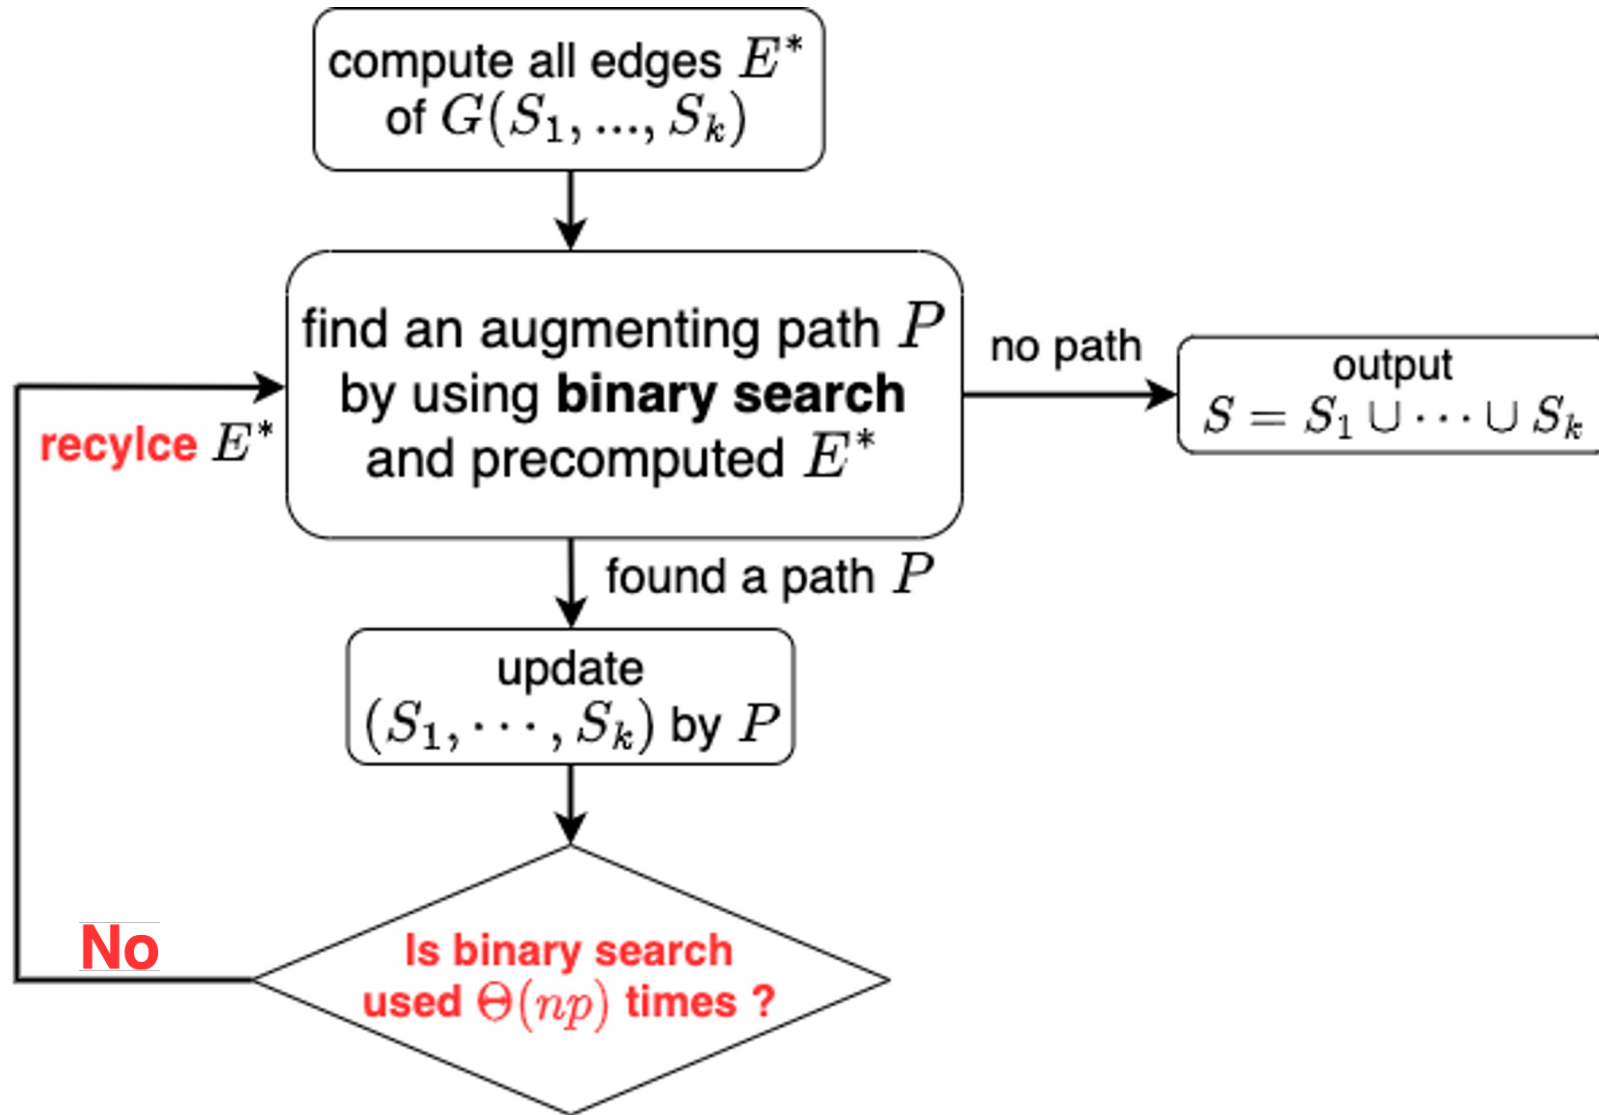 compute all edges E*
of G(S₁, ..., Sₖ)
find an augmenting path P
by using binary search
and precomputed E*
no path
output
S = S₁ ∪ ⋯ ∪ Sₖ
recylce E*
found a path P
update
(S₁, ⋯ , Sₖ) by P
No
Is binary search
used Θ(np) times ?